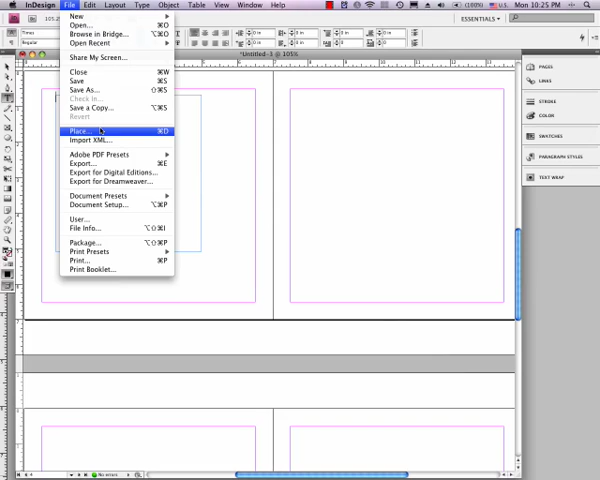 InDesign File Edit Layout Type Object Table View Window Help (100%) U.S. Mon 10:25 PM
ESSENTIALS
Times
Regular
*Untitled-3 @ 105%
New
Open... ⌘O
Browse in Bridge... ⌥⌘O
Open Recent
Share My Screen...
Close ⌘W
Save ⌘S
Save As... ⇧⌘S
Check In...
Save a Copy... ⌥⌘S
Revert
Place... ⌘D
Import XML...
Adobe PDF Presets
Export... ⌘E
Export for Digital Editions...
Export for Dreamweaver...
Document Presets
Document Setup... ⌥⌘P
User...
File Info... ⌥⇧⌘I
Package... ⌥⇧⌘P
Print Presets
Print... ⌘P
Print Booklet...
PAGES
LINKS
STROKE
COLOR
SWATCHES
PARAGRAPH STYLES
TEXT WRAP
4 No errors